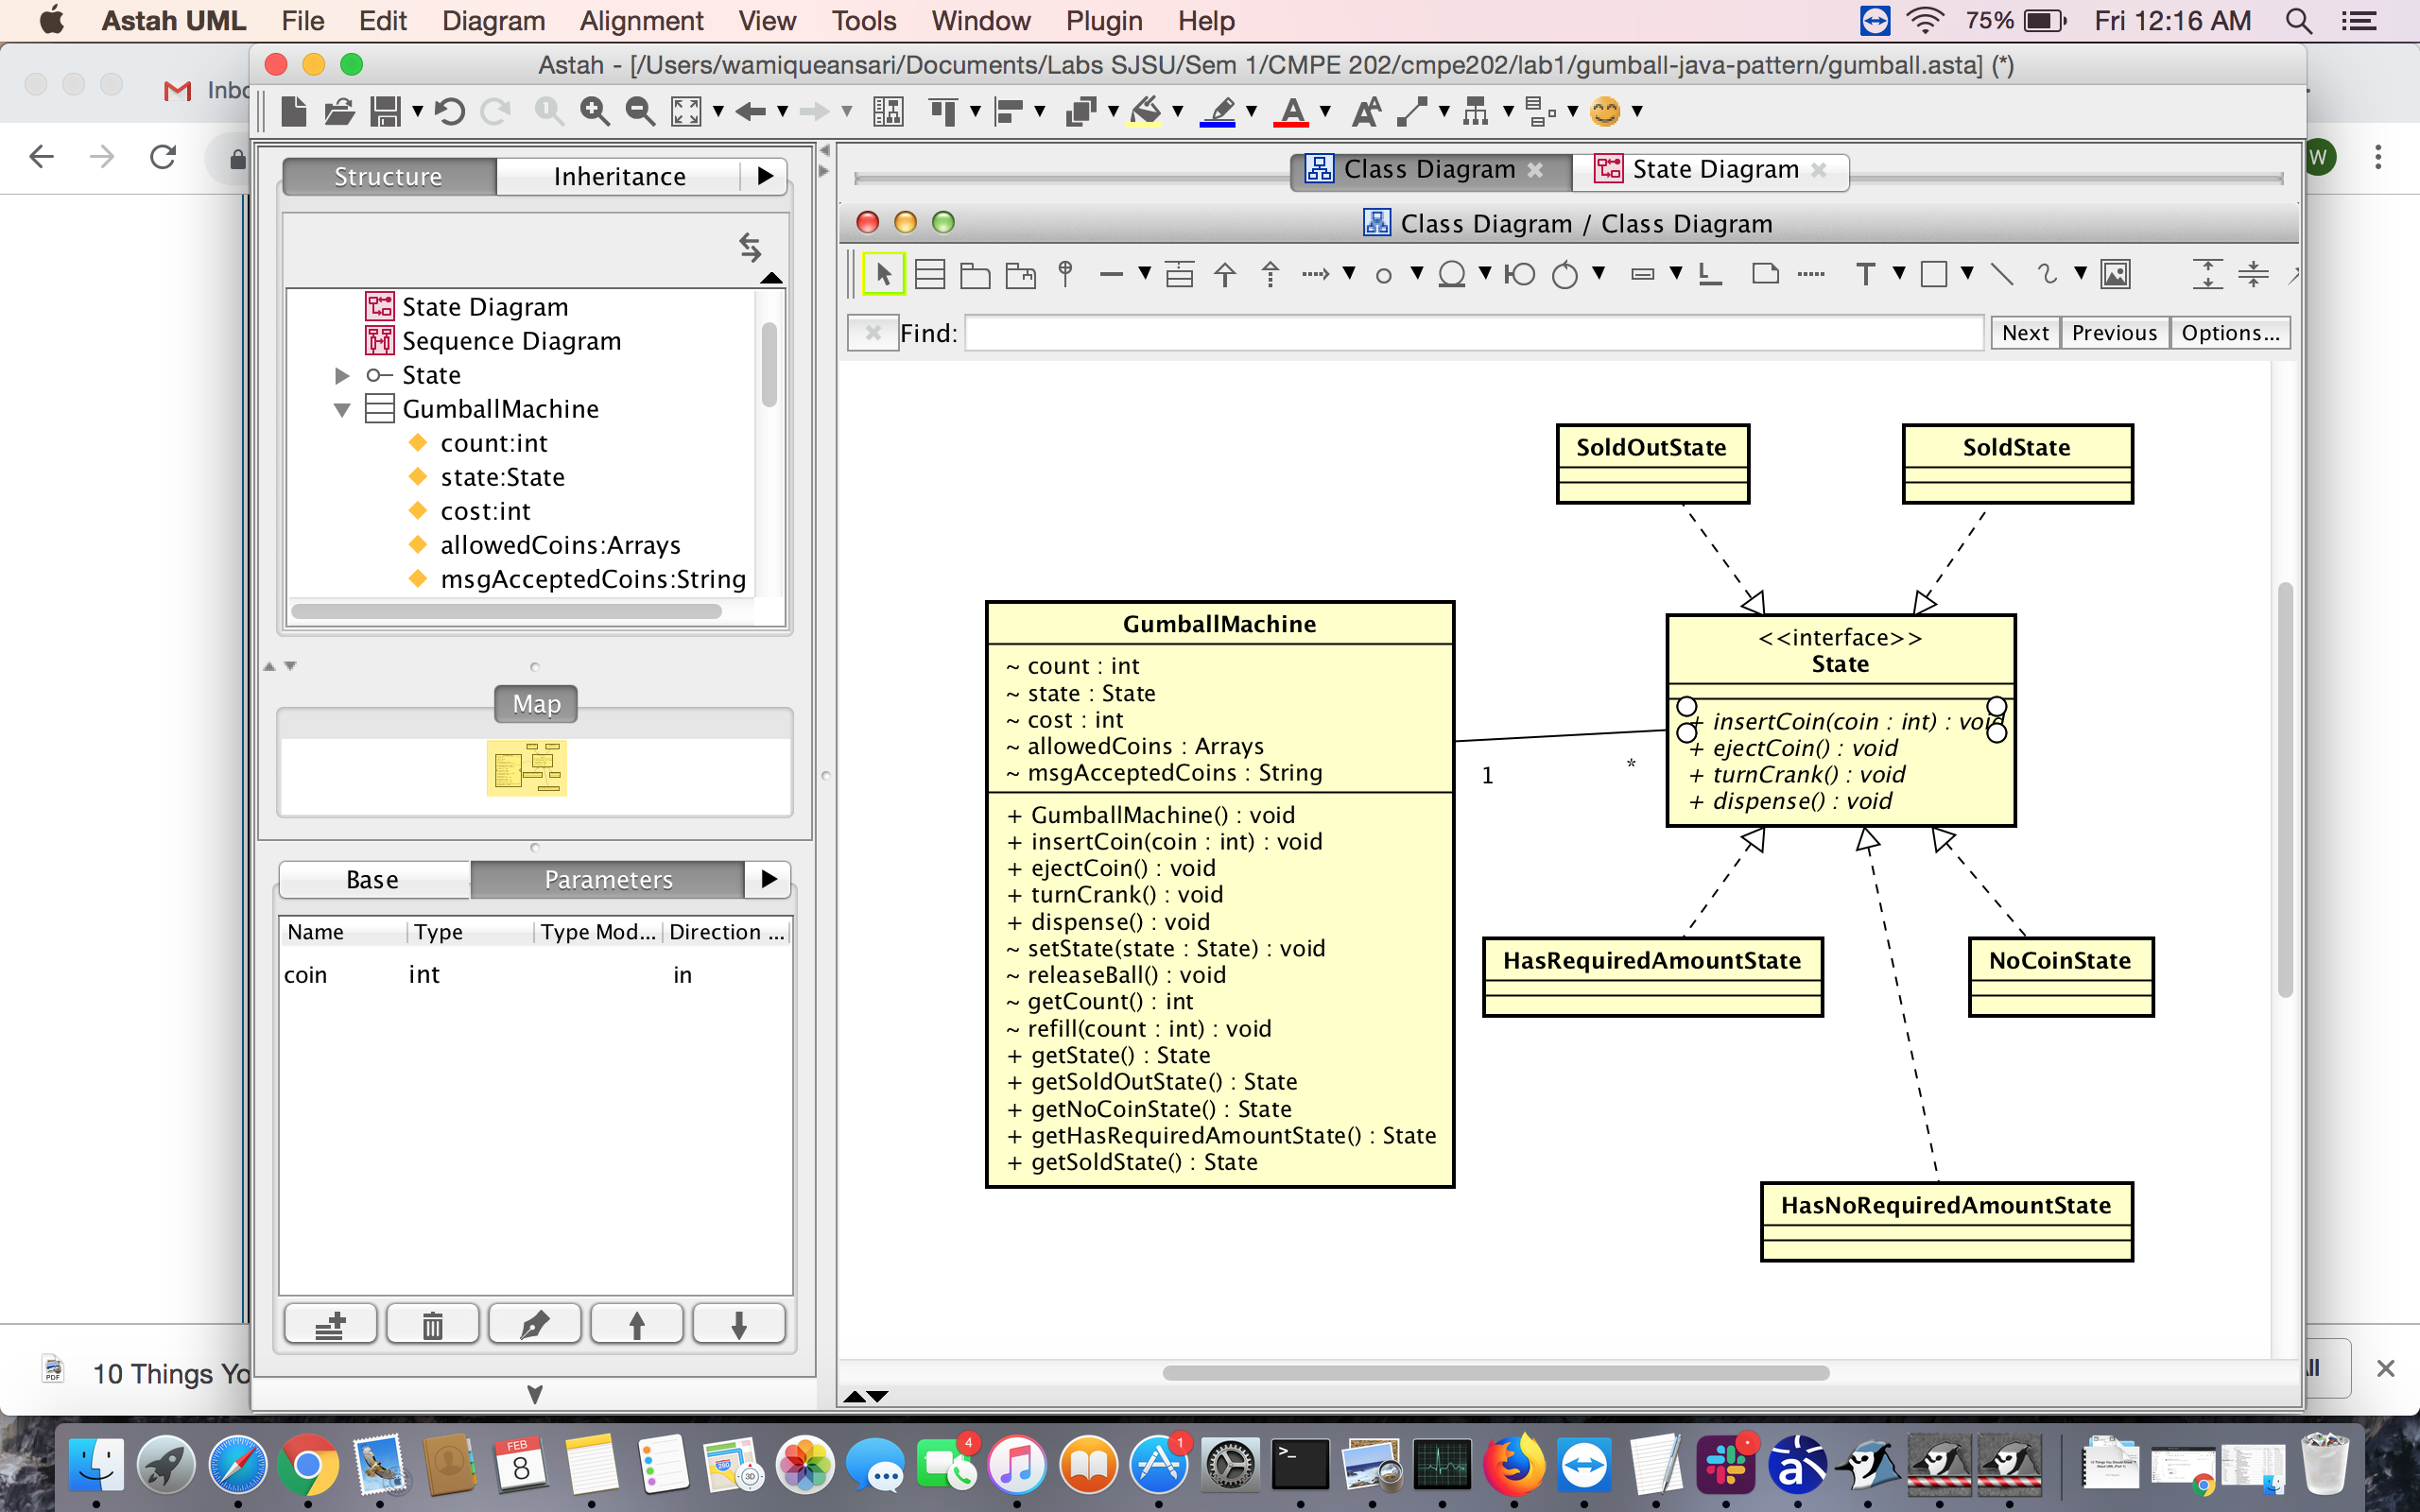 Astah UML File Edit Diagram Alignment View Tools Window Plugin Help 75% Fri 12:16 AM
Astah - [/Users/wamiqueansari/Documents/Labs SJSU/Sem 1/CMPE 202/cmpe202/lab1/gumball-java-pattern/gumball.asta] (*)
Structure Inheritance
State Diagram
Sequence Diagram
State
GumballMachine
count:int
state:State
cost:int
allowedCoins:Arrays
msgAcceptedCoins:String
Map
Base Parameters
Name Type Type Mod... Direction ...
coin int in
Class Diagram State Diagram
Class Diagram / Class Diagram
Find: Next Previous Options...
SoldOutState
SoldState
GumballMachine
~ count : int
~ state : State
~ cost : int
~ allowedCoins : Arrays
~ msgAcceptedCoins : String
+ GumballMachine() : void
+ insertCoin(coin : int) : void
+ ejectCoin() : void
+ turnCrank() : void
+ dispense() : void
~ setState(state : State) : void
~ releaseBall() : void
~ getCount() : int
~ refill(count : int) : void
+ getState() : State
+ getSoldOutState() : State
+ getNoCoinState() : State
+ getHasRequiredAmountState() : State
+ getSoldState() : State
1 *
<<interface>>
State
+ insertCoin(coin : int) : void
+ ejectCoin() : void
+ turnCrank() : void
+ dispense() : void
HasRequiredAmountState
NoCoinState
HasNoRequiredAmountState
W
PDF
10 Things Yo
FEB
8
3D
4
1
>_